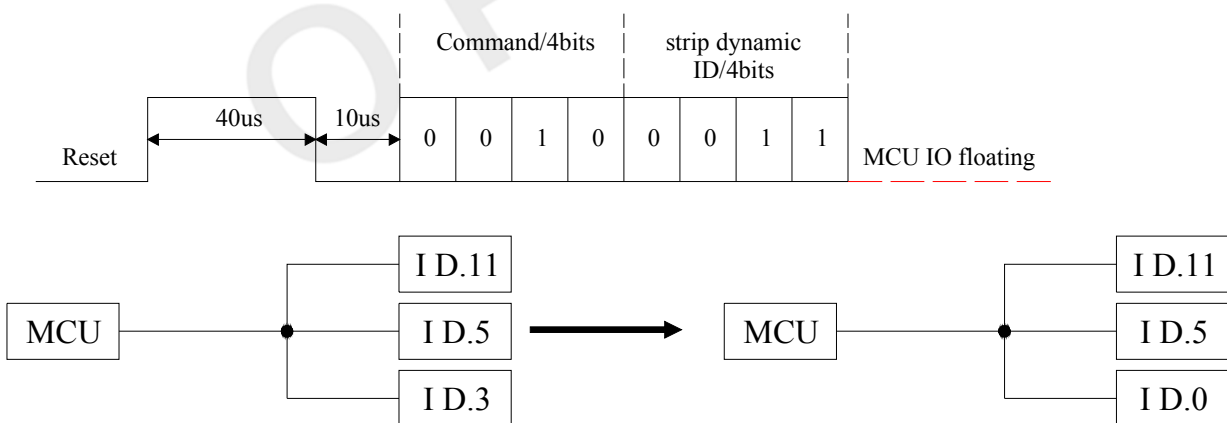 Command/4bits
strip dynamic
ID/4bits
40us
10us
0 0 1 0 0 0 1 1
Reset
MCU IO floating
I D.11
I D.11
MCU
I D.5
MCU
I D.5
I D.3
I D.0